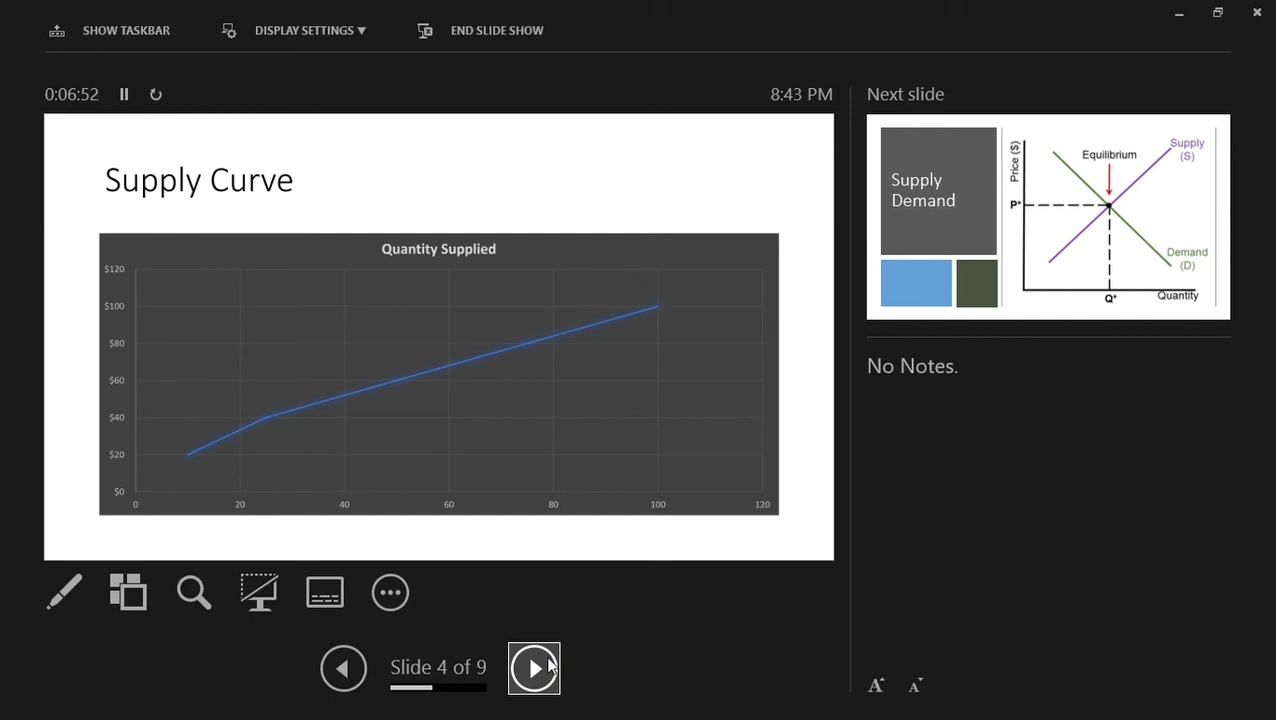 SHOW TASKBAR
DISPLAY SETTINGS ▼
END SLIDE SHOW
0:06:52
8:43 PM
Supply Curve
Quantity Supplied
$120
$100
$80
$60
$40
$20
$0
0 20 40 60 80 100 120
Slide 4 of 9
Next slide
Supply
Demand
Price ($)
Equilibrium
Supply
(S)
P*
Demand
(D)
Q*
Quantity
No Notes.
A A